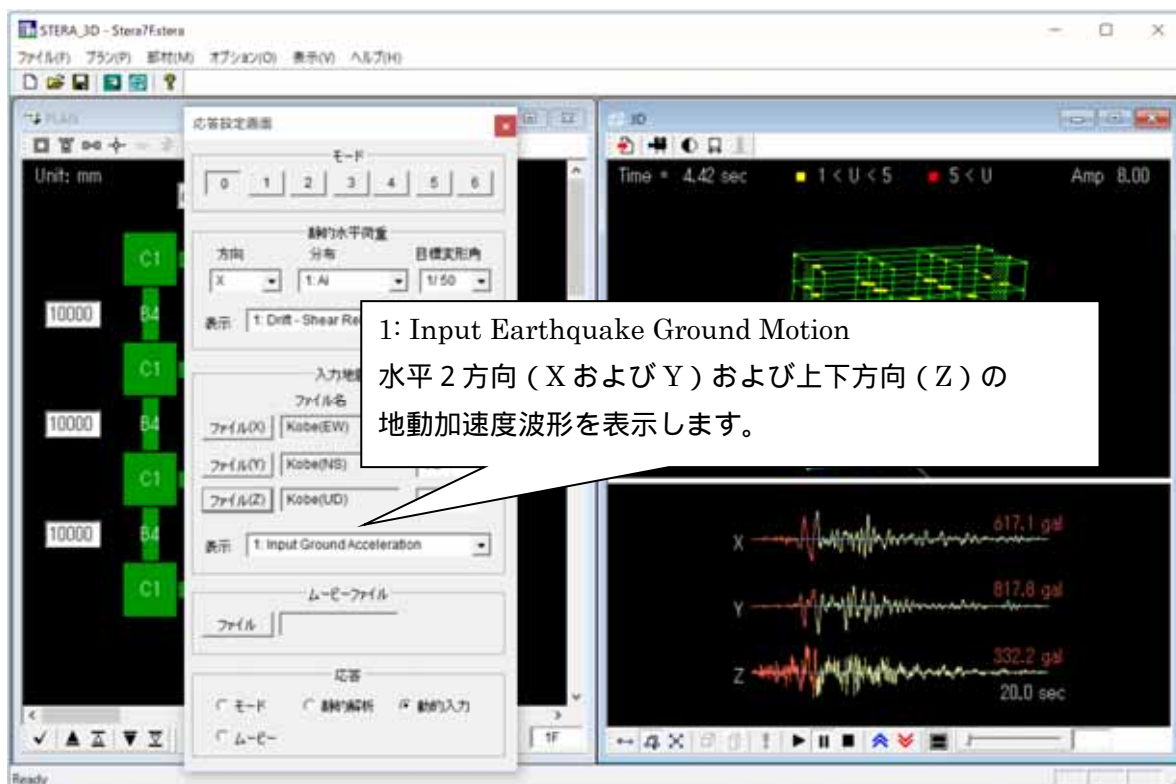 STERA_3D - Stera7F.stera
ファイル(F) プラン(P) 部材(M) オプション(O) 表示(V) ヘルプ(H)
PLAN
Unit: mm
C1
10000 B4
C1
10000 B4
C1
10000 B4
C1
1F
応答設定画面
モード
0 1 2 3 4 5 6
静的水平荷重
方向 分布 目標変形角
X 1: Ai 1/50
表示 1: Drift - Shear
入力地
ファイル名
ファイル(X) Kobe(EW)
ファイル(Y) Kobe(NS)
ファイル(Z) Kobe(UD)
表示 1: Input Ground Acceleration
ムービーファイル
ファイル
応答
モード 静的解析 動的入力
ムービー
1: Input Earthquake Ground Motion
水平２方向（X および Y）および上下方向（Z）の
地動加速度波形を表示します。
3D
Time = 4.42 sec 1 < U < 5 5 < U Amp 8.00
X 617.1 gal
Y 817.8 gal
Z 332.2 gal
20.0 sec
Ready